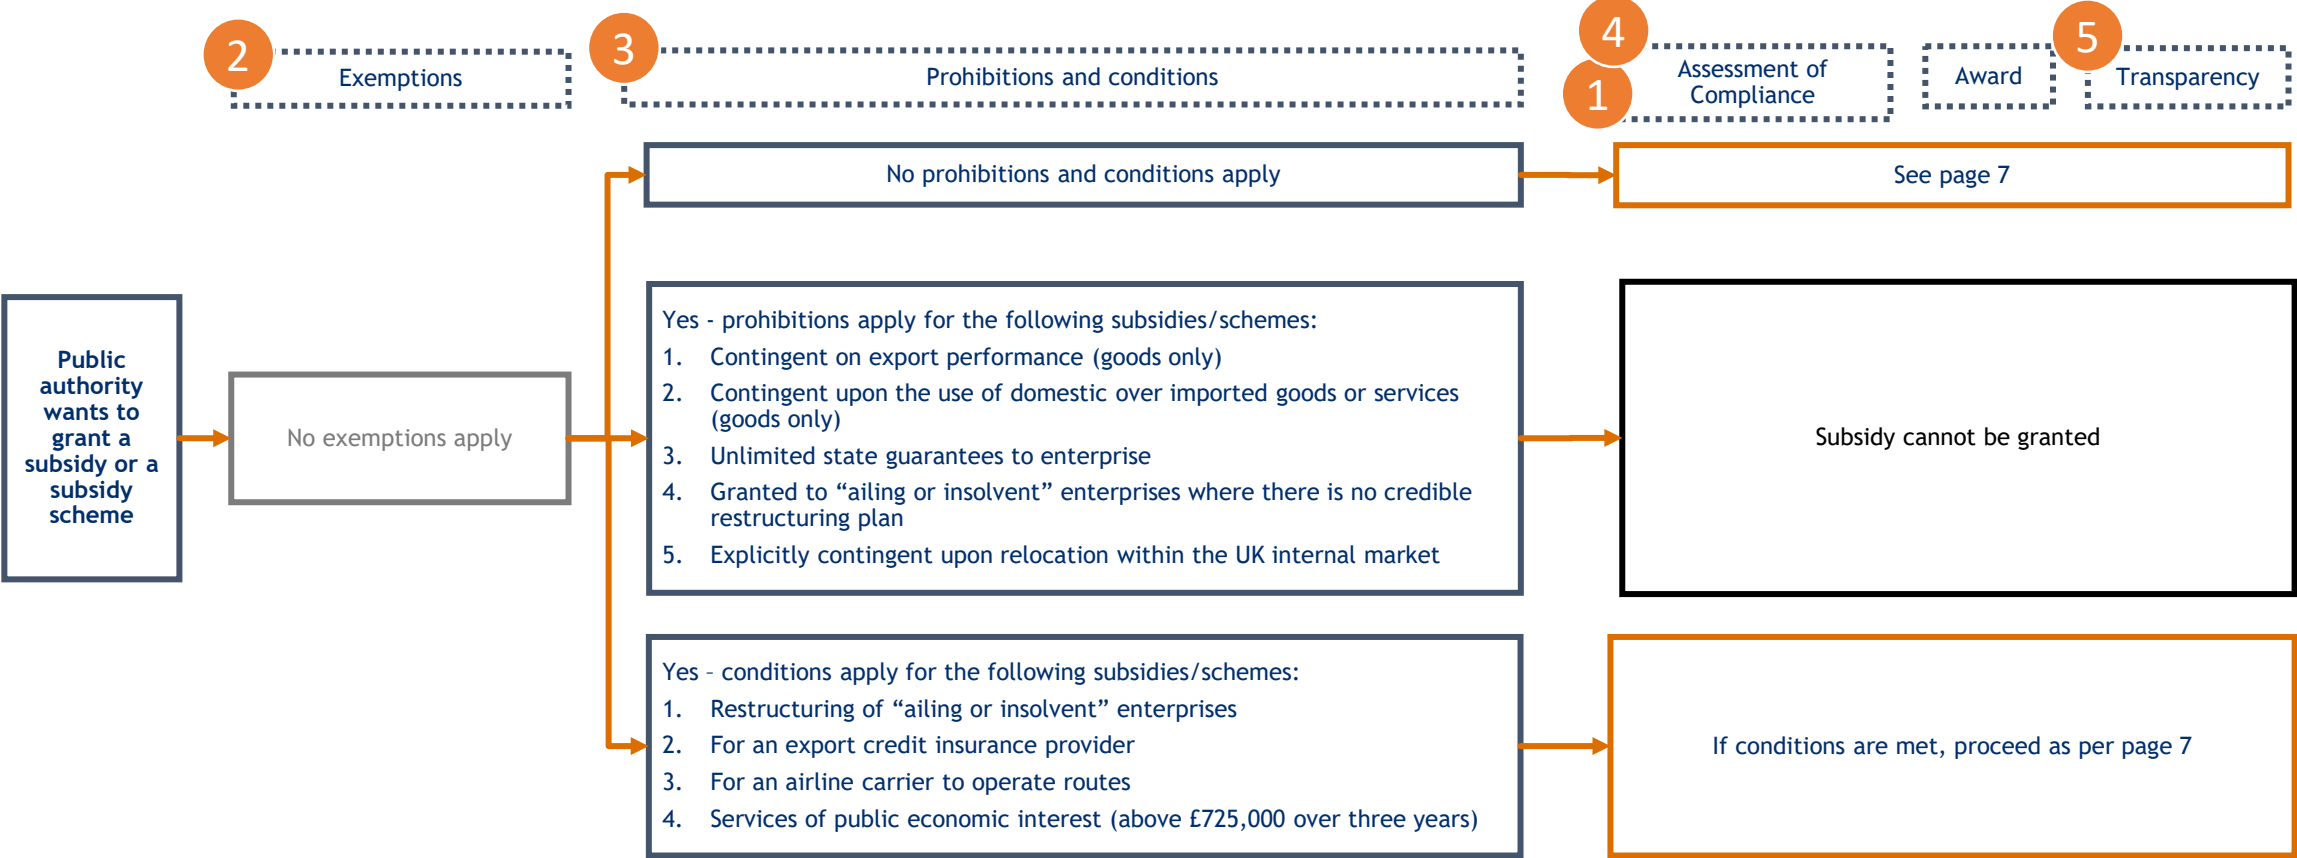 2
Exemptions
3
Prohibitions and conditions
4
1
Assessment of
Compliance
Award
5
Transparency
No prohibitions and conditions apply
See page 7
Public
authority
wants to
grant a
subsidy or a
subsidy
scheme
No exemptions apply
Yes - prohibitions apply for the following subsidies/schemes:
1. Contingent on export performance (goods only)
2. Contingent upon the use of domestic over imported goods or services
(goods only)
3. Unlimited state guarantees to enterprise
4. Granted to “ailing or insolvent” enterprises where there is no credible
restructuring plan
5. Explicitly contingent upon relocation within the UK internal market
Subsidy cannot be granted
Yes – conditions apply for the following subsidies/schemes:
1. Restructuring of “ailing or insolvent” enterprises
2. For an export credit insurance provider
3. For an airline carrier to operate routes
4. Services of public economic interest (above £725,000 over three years)
If conditions are met, proceed as per page 7